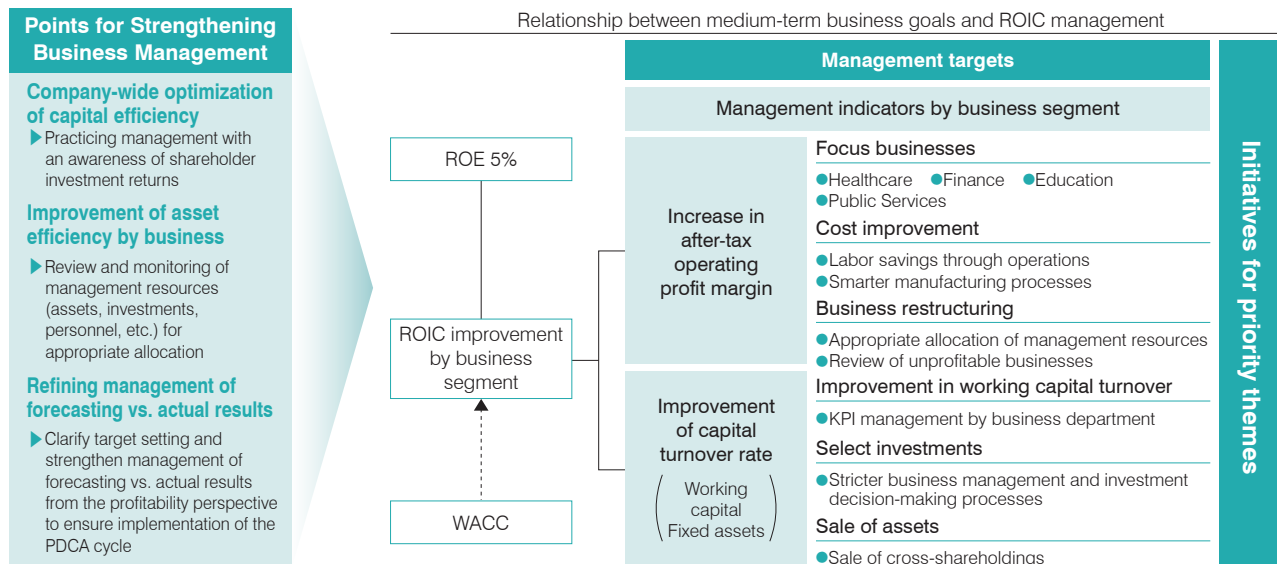 Points for Strengthening
Business Management
Company-wide optimization
of capital efficiency
Practicing management with
an awareness of shareholder
investment returns
Improvement of asset
efficiency by business
Review and monitoring of
management resources
(assets, investments,
personnel, etc.) for
appropriate allocation
Refining management of
forecasting vs. actual results
Clarify target setting and
strengthen management of
forecasting vs. actual results
from the profitability perspective
to ensure implementation of the
PDCA cycle
Relationship between medium-term business goals and ROIC management
ROE 5%
ROIC improvement
by business
segment
WACC
Management targets
Management indicators by business segment
Increase in
after-tax
operating
profit margin
Focus businesses
●Healthcare ●Finance ●Education
●Public Services
Cost improvement
●Labor savings through operations
●Smarter manufacturing processes
Business restructuring
●Appropriate allocation of management resources
●Review of unprofitable businesses
Improvement
of capital
turnover rate
(Working
capital
Fixed assets)
Improvement in working capital turnover
●KPI management by business department
Select investments
●Stricter business management and investment
decision-making processes
Sale of assets
●Sale of cross-shareholdings
Initiatives for priority themes